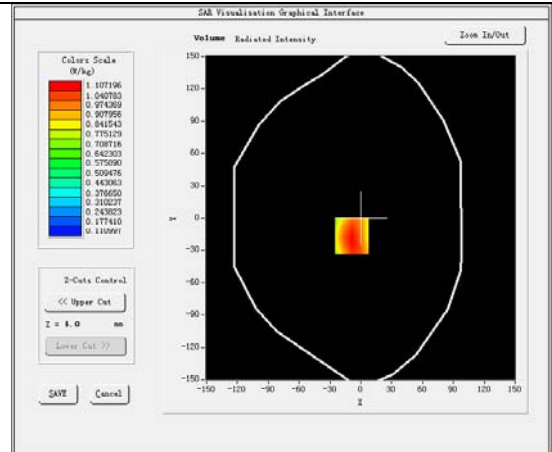 SAR Visualisation Graphical Interface
Volume Radiated Intensity
Zoom In/Out
Colors Scale
(W/kg)
1.107196
1.040783
0.974369
0.907956
0.841543
0.775129
0.708716
0.642303
0.575890
0.509476
0.443063
0.376650
0.310237
0.243823
0.177410
0.110997
150
120
90
60
30
0
-30
-60
-90
-120
-150
Y
-150 -120 -90 -60 -30 0 30 60 90 120 150
X
Z-Cuts Control
<< Upper Cut
Z = 4.0 mm
Lower Cut >>
SAVE Cancel